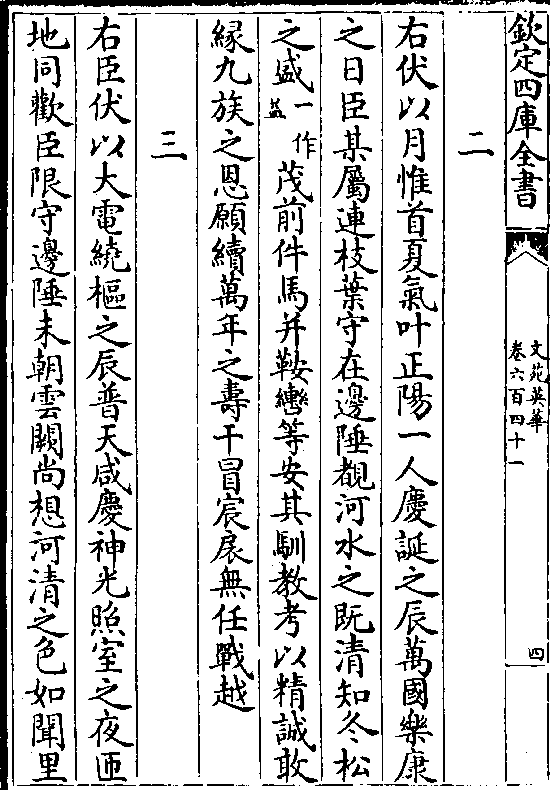 欽定四庫全書
文苑英華
卷六百四十一
四
二
右伏以月惟首夏氣叶正陽一人慶誕之辰萬國樂康
之日臣某屬連枝葉守在邊陲覩河水之既清知冬松
之盛一作益茂前件馬并鞍轡等安其馴教考以精誠敢
緣九族之恩願續萬年之壽干冒宸扆無任戰越
三
右臣伏以大電繞樞之辰普天咸慶神光照室之夜匝
地同歡臣限守邊陲未朝雲闕尚想河清之色如聞里